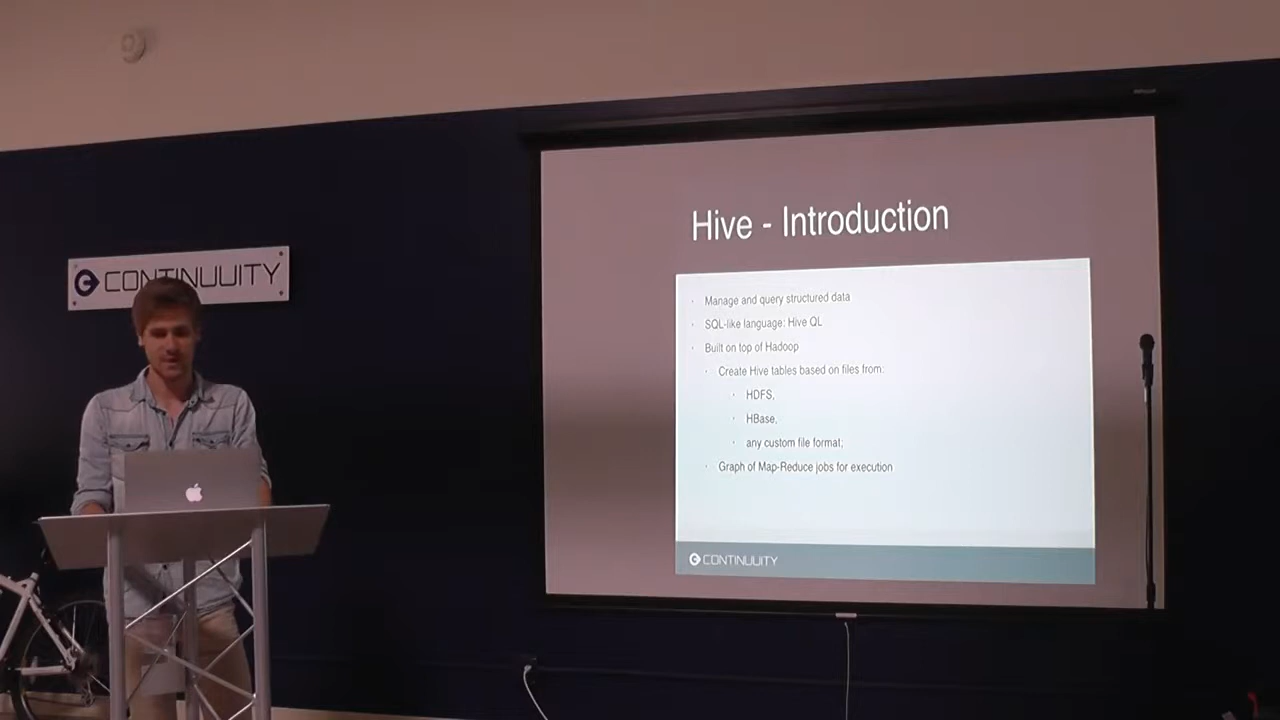 CONTINUUITY
Hive - Introduction
Manage and query structured data
SQL-like language: Hive QL
Built on top of Hadoop
Create Hive tables based on files from:
HDFS,
HBase,
any custom file format;
Graph of Map-Reduce jobs for execution
CONTINUUITY